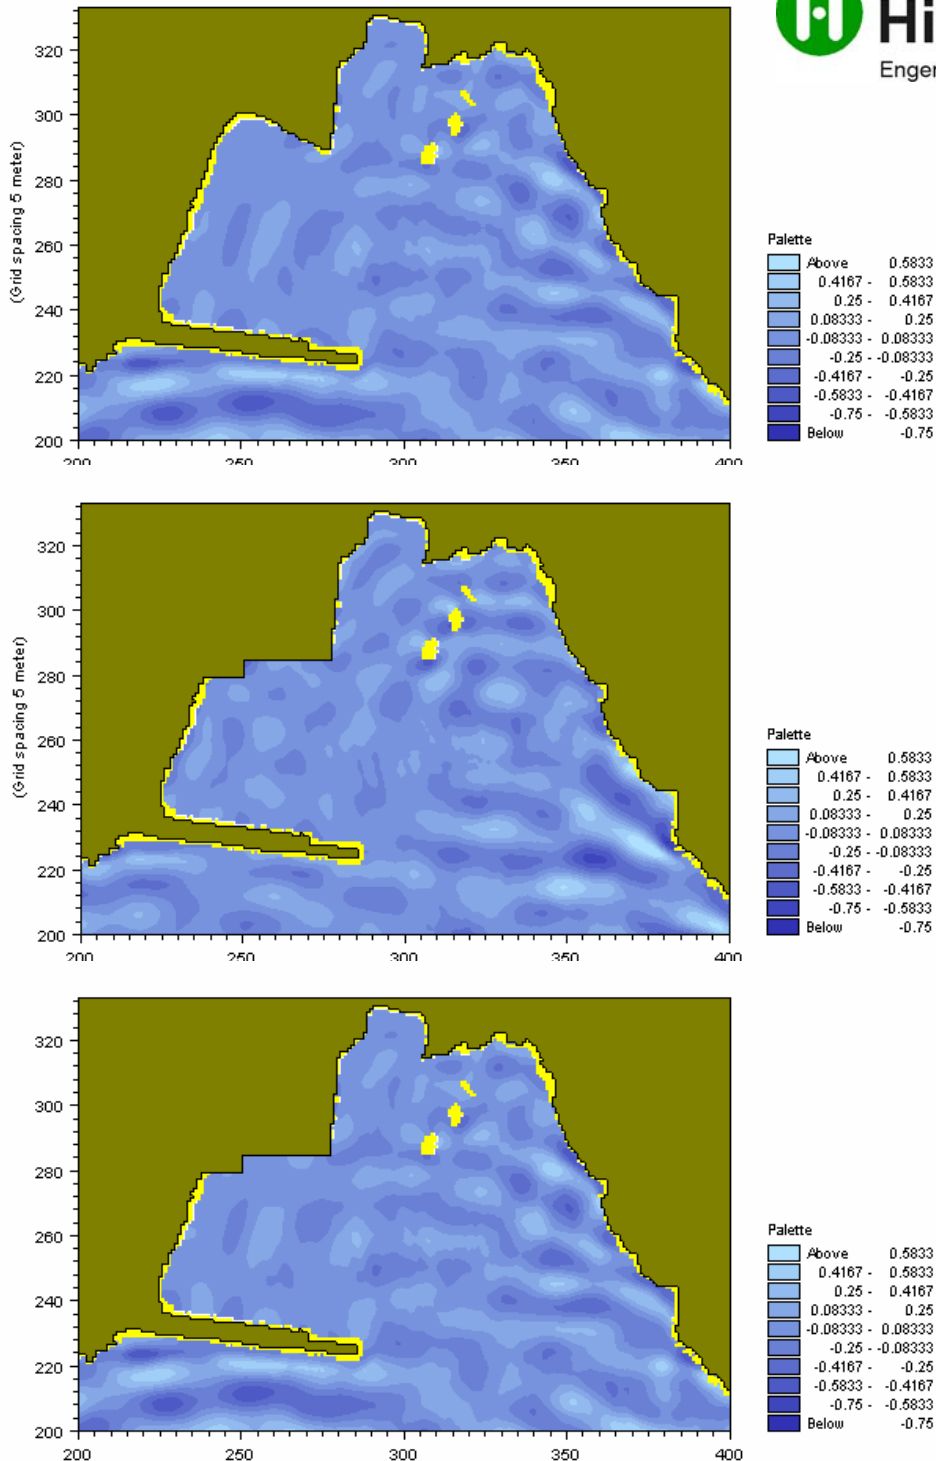 Hi
Enger
320
300
280
260
240
220
200
(Grid spacing 5 meter)
200 250 300 350 400
Palette
Above 0.5833
0.4167 - 0.5833
0.25 - 0.4167
0.08333 - 0.25
-0.08333 - 0.08333
-0.25 - -0.08333
-0.4167 - -0.25
-0.5833 - -0.4167
-0.75 - -0.5833
Below -0.75
320
300
280
260
240
220
200
(Grid spacing 5 meter)
200 250 300 350 400
Palette
Above 0.5833
0.4167 - 0.5833
0.25 - 0.4167
0.08333 - 0.25
-0.08333 - 0.08333
-0.25 - -0.08333
-0.4167 - -0.25
-0.5833 - -0.4167
-0.75 - -0.5833
Below -0.75
320
300
280
260
240
220
200
200 250 300 350 400
Palette
Above 0.5833
0.4167 - 0.5833
0.25 - 0.4167
0.08333 - 0.25
-0.08333 - 0.08333
-0.25 - -0.08333
-0.4167 - -0.25
-0.5833 - -0.4167
-0.75 - -0.5833
Below -0.75